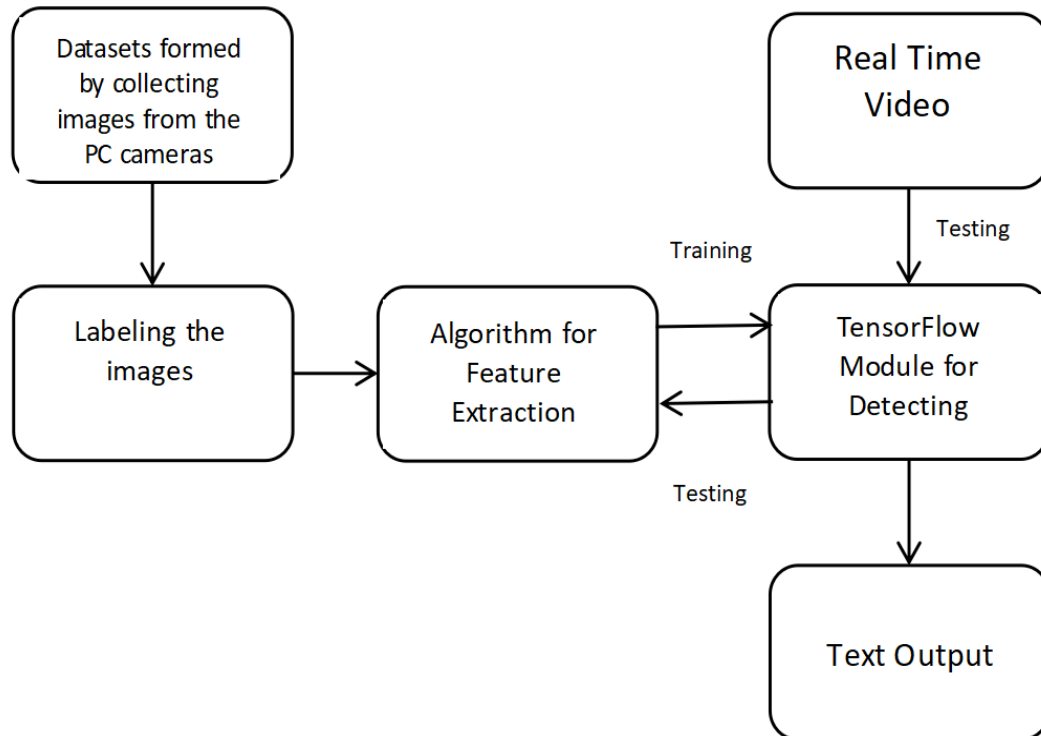 Datasets formed
by collecting
images from the
PC cameras
Real Time
Video
Testing
Training
Labeling the
images
Algorithm for
Feature
Extraction
TensorFlow
Module for
Detecting
Testing
Text Output